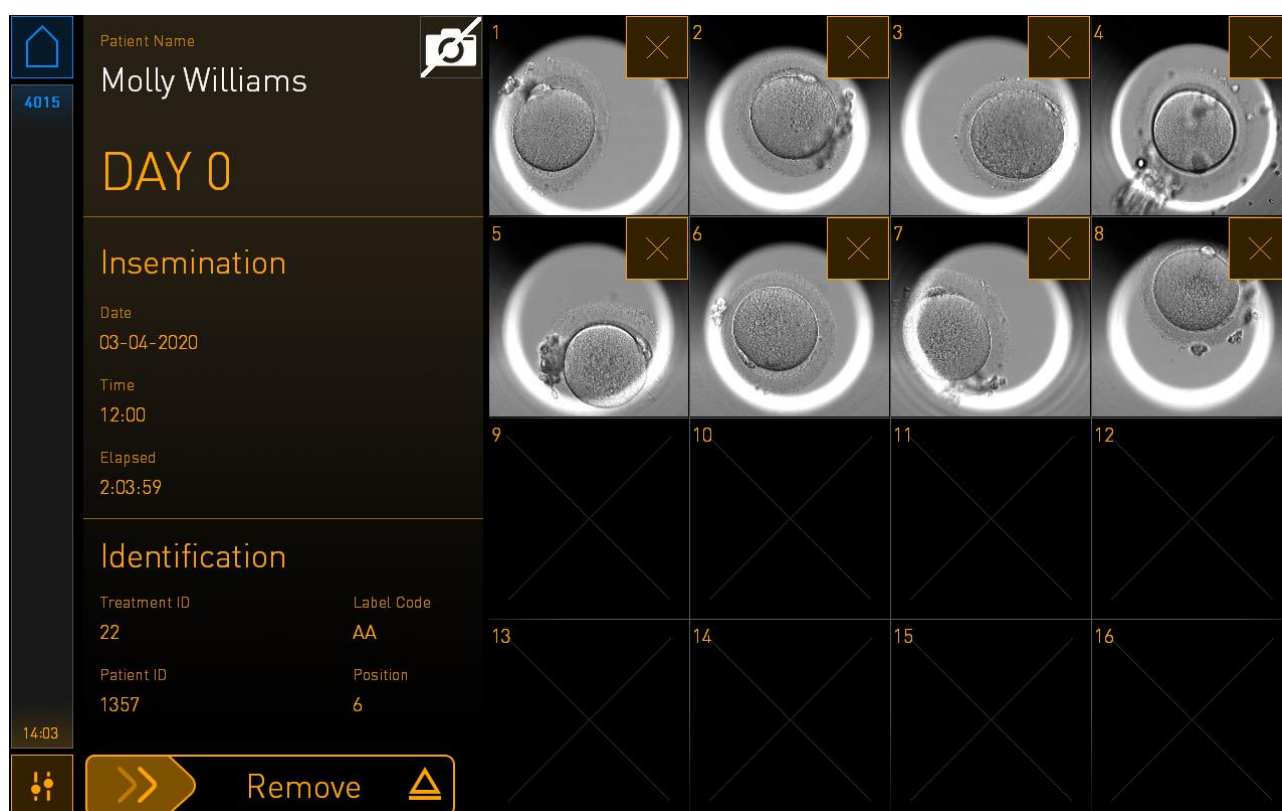 4015
14:03
Patient Name
Molly Williams
DAY 0
Insemination
Date
03-04-2020
Time
12:00
Elapsed
2:03:59
Identification
Treatment ID Label Code
22 AA
Patient ID Position
1357 6
Remove
1 2 3 4
5 6 7 8
9 10 11 12
13 14 15 16